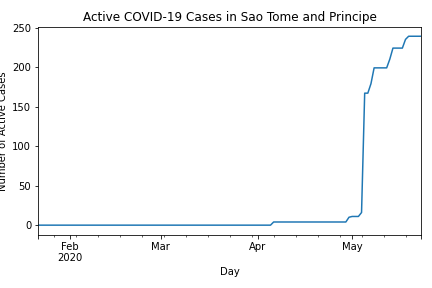 Active COVID-19 Cases in Sao Tome and Principe
Number of Active Cases
250
200
150
100
50
0
Feb
2020
Mar
Apr
May
Day